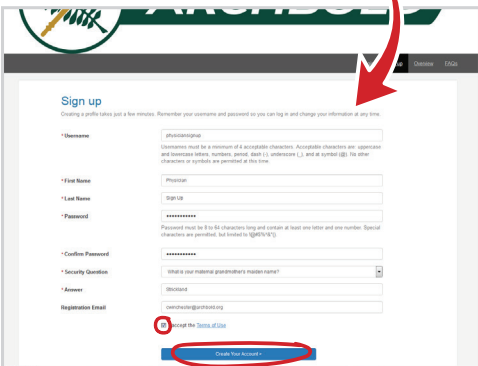 ARCHBOLD
up Overview FAQs
Sign up
Creating a profile takes just a few minutes. Remember your username and password so you can log in and change your information at any time.
* Username physiciansignup
Usernames must be a minimum of 4 acceptable characters. Acceptable characters are: uppercase
and lowercase letters, numbers, period, dash (-), underscore (_), and at symbol (@). No other
characters or symbols are permitted at this time.
* First Name Physician
* Last Name Sign Up
* Password ••••••••••••
Password must be 8 to 64 characters long and contain at least one letter and one number. Special
characters are permitted, but limited to !@#$%^&*()
* Confirm Password ••••••••••••
* Security Question What is your maternal grandmother's maiden name?
* Answer Strickland
Registration Email cwinchester@archbold.org
I accept the Terms of Use
Create Your Account »